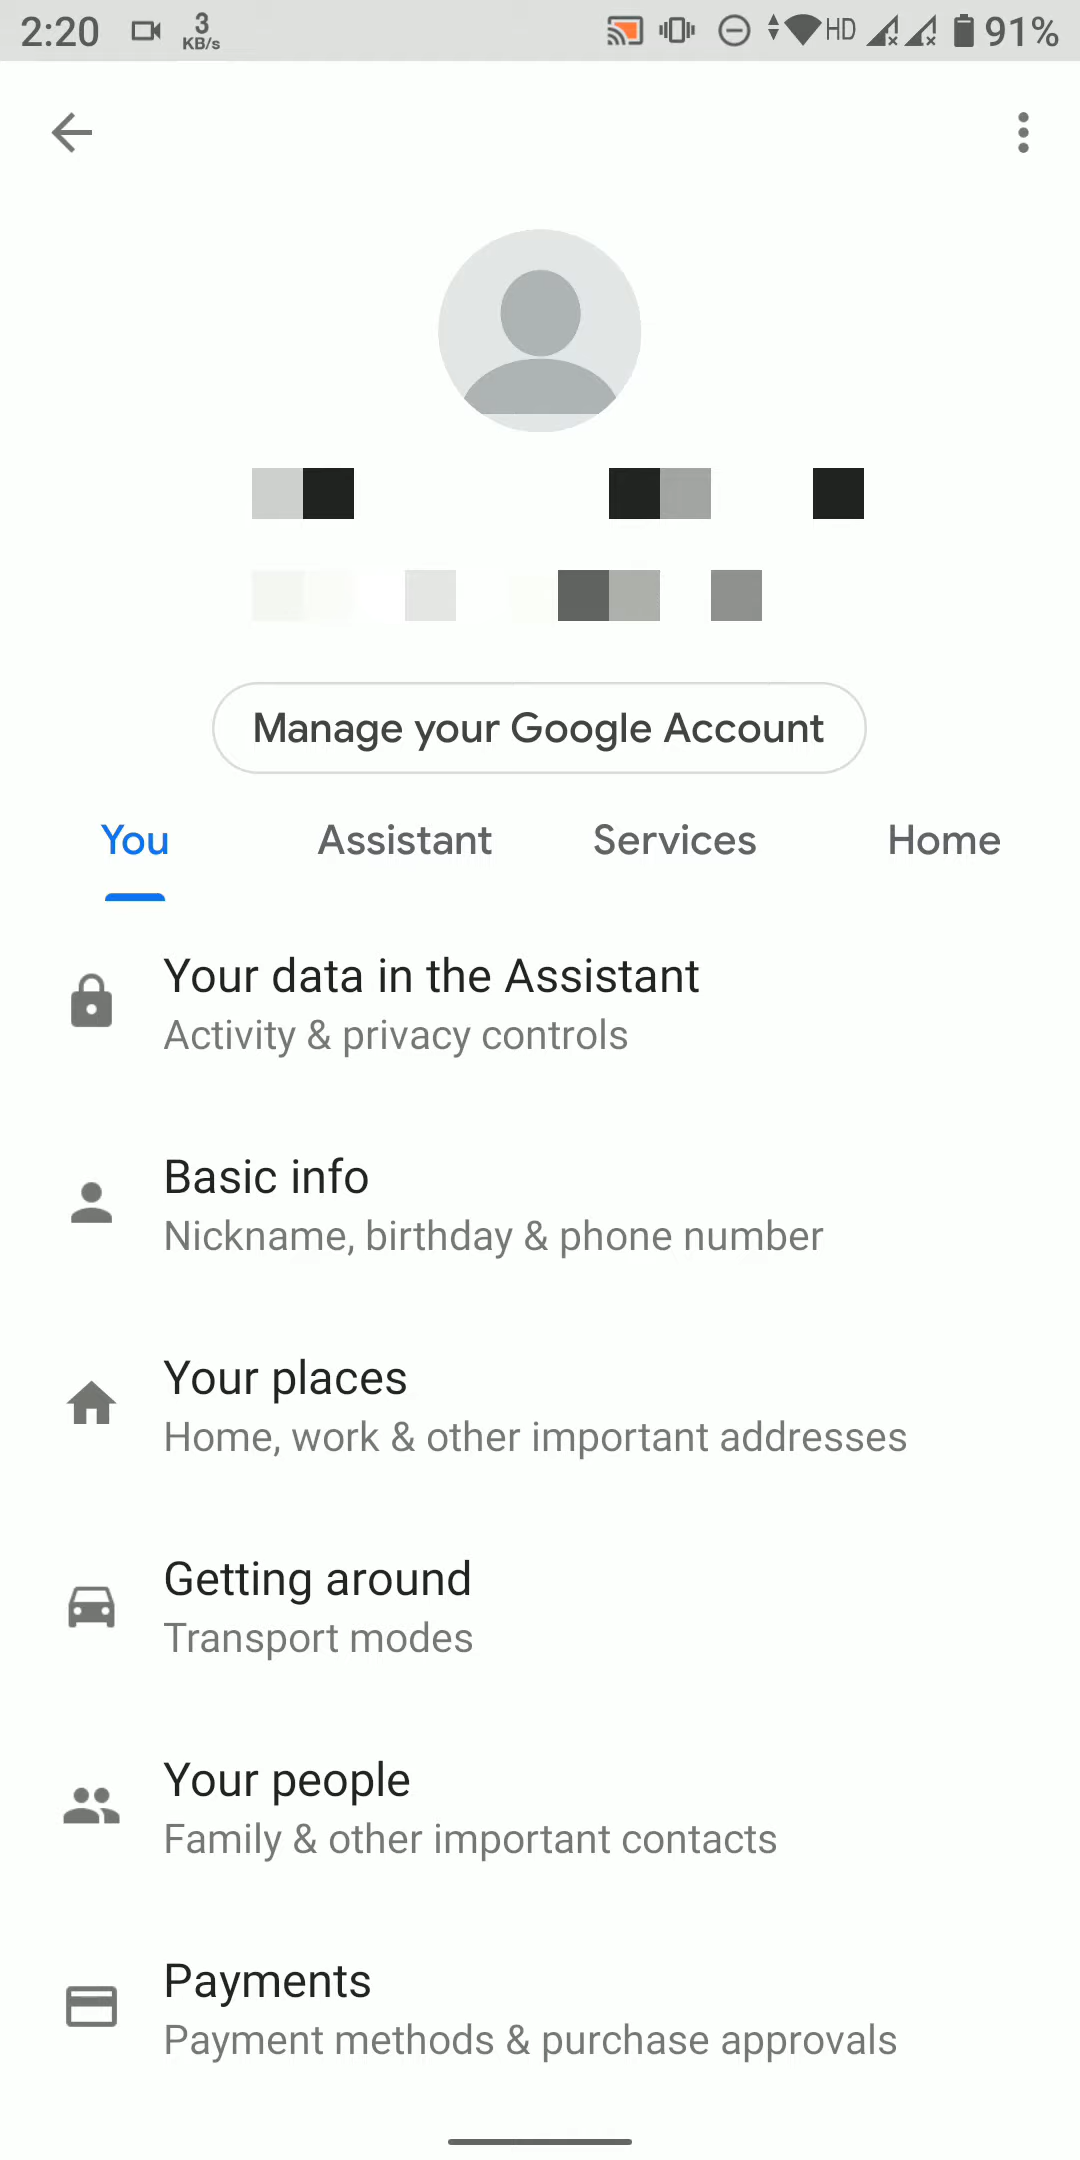 2:20 3 KB/s HD 91%
Manage your Google Account
You Assistant Services Home
Your data in the Assistant
Activity & privacy controls
Basic info
Nickname, birthday & phone number
Your places
Home, work & other important addresses
Getting around
Transport modes
Your people
Family & other important contacts
Payments
Payment methods & purchase approvals